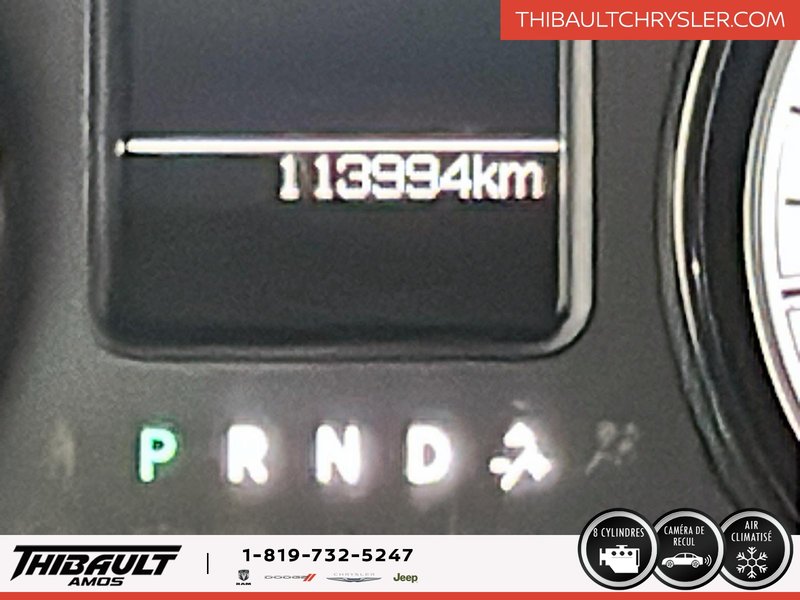 THIBAULTCHRYSLER.COM
113994km
P R N D
8 CYLINDRES
CAMÉRA DE
RECUL
AIR
CLIMATISÉ
THIBAULT
AMOS
1-819-732-5247
RAM DODGE CHRYSLER Jeep